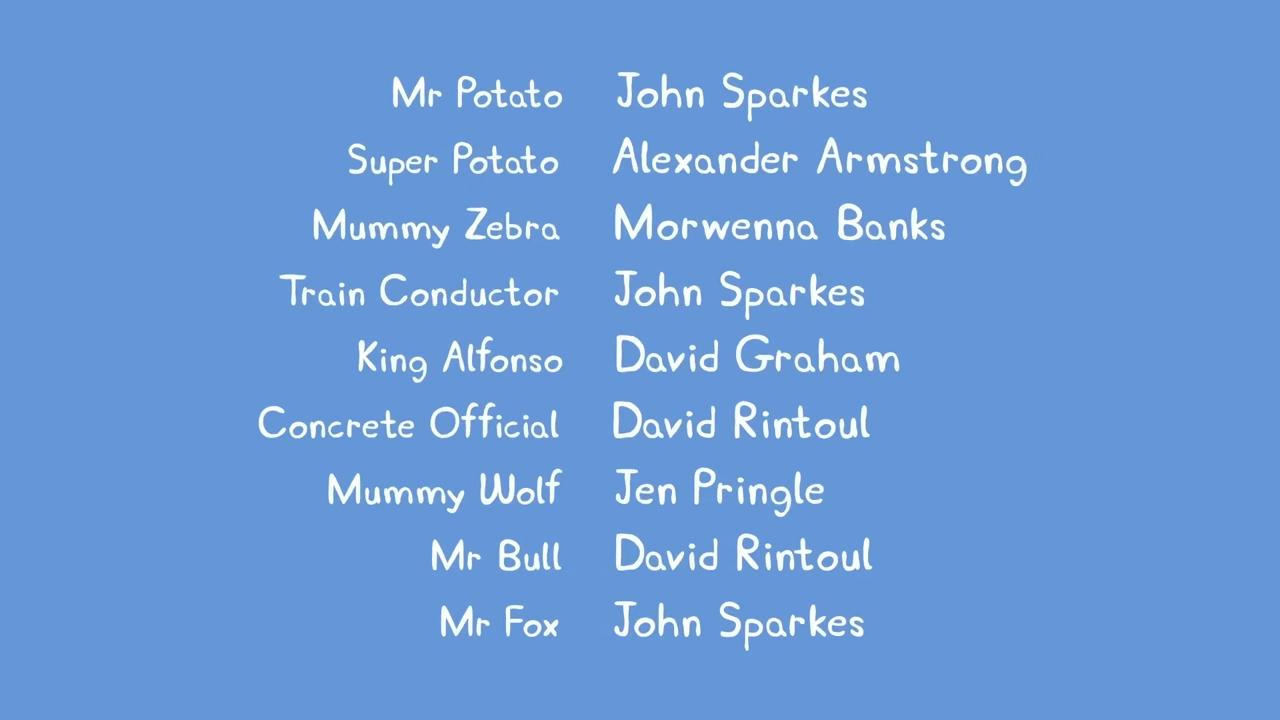 Mr Potato John Sparkes
Super Potato Alexander Armstrong
Mummy Zebra Morwenna Banks
Train Conductor John Sparkes
King Alfonso David Graham
Concrete Official David Rintoul
Mummy Wolf Jen Pringle
Mr Bull David Rintoul
Mr Fox John Sparkes